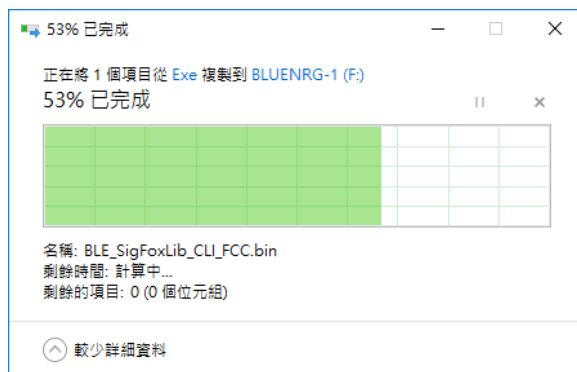 53% 已完成
正在將 1 個項目從 Exe 複製到 BLUENRG-1 (F:)
53% 已完成
名稱: BLE_SigFoxLib_CLI_FCC.bin
剩餘時間: 計算中...
剩餘的項目: 0 (0 個位元組)
較少詳細資料